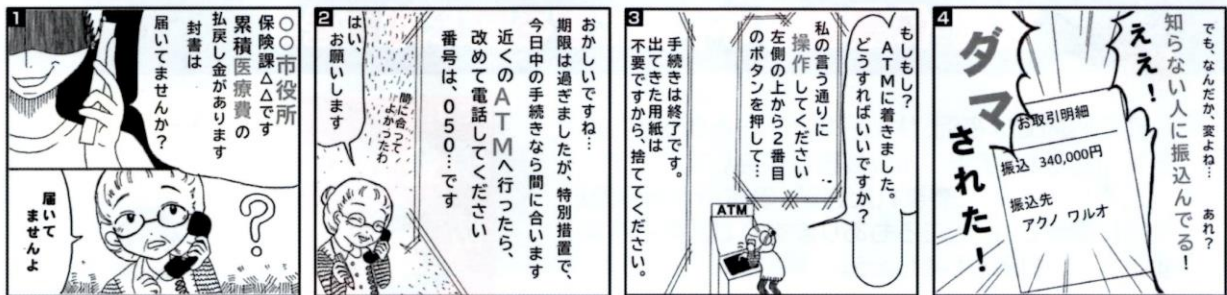 1
〇〇市役所
保険課△△です
累積医療費の
払戻し金があります
封書は
届いてませんか？
？
届いて
ませんよ
2
おかしいですね…
期限は過ぎましたが、特別措置で、
今日中の手続きなら間に合います
近くのATMへ行ったら、
改めて電話してください
番号は、050…です
間に合って
よかったわ
はい、
お願いします
3
もしもし？
ATMに着きました。
どうすればいいですか？
私の言う通りに
操作してください
左側の上から2番目
のボタンを押して…
ATM
手続きは終了です。
出てきた用紙は
不要ですから、捨ててください。
4
でも、なんだか、変よね… あれ？
知らない人に振込んでる！
ええ！
お取引明細
振込 340,000円
振込先
アクノ ワルオ
ダマ
された！